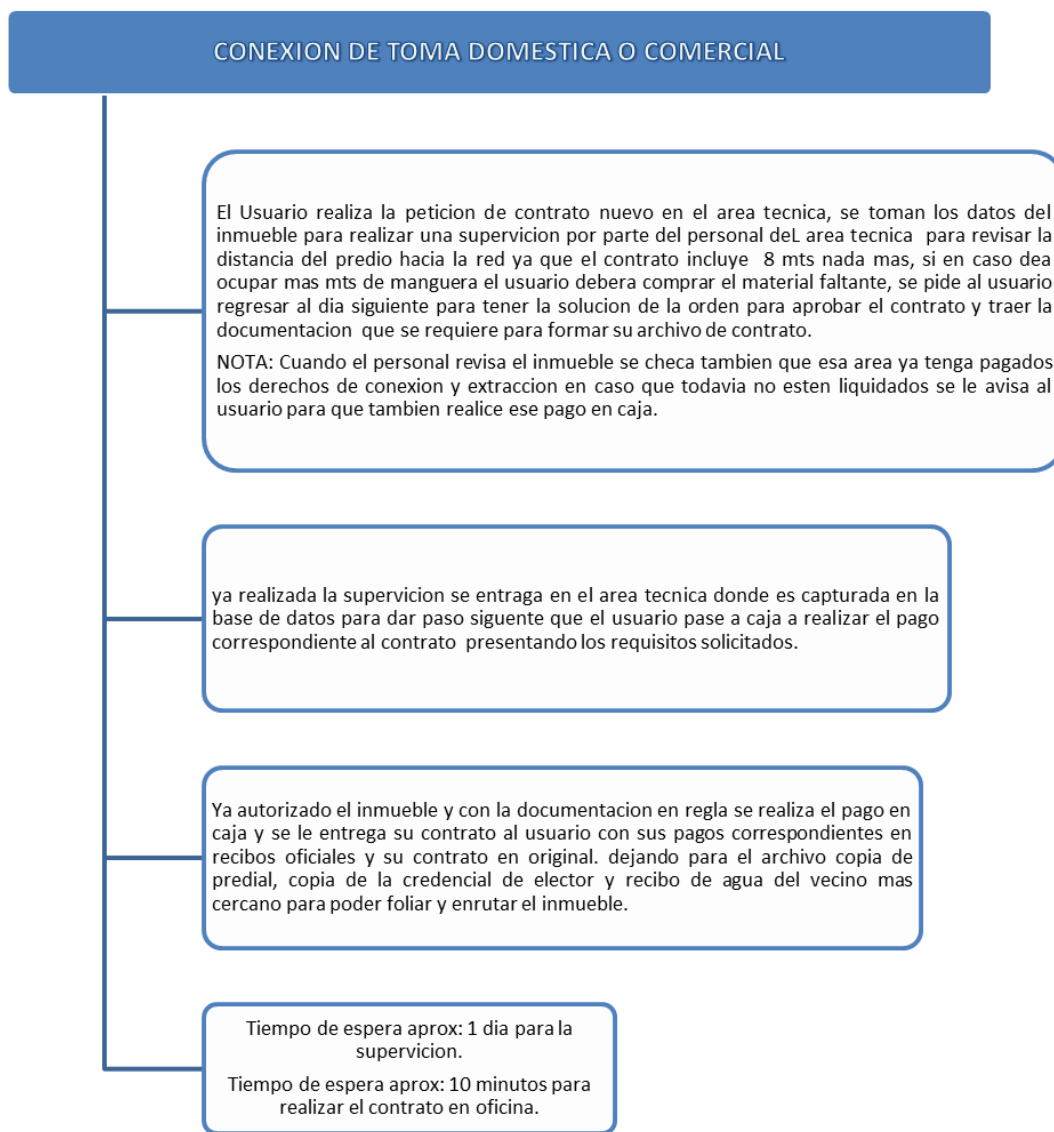 CONEXION DE TOMA DOMESTICA O COMERCIAL
El Usuario realiza la peticion de contrato nuevo en el area tecnica, se toman los datos del
inmueble para realizar una supervicion por parte del personal deL area tecnica para revisar la
distancia del predio hacia la red ya que el contrato incluye 8 mts nada mas, si en caso dea
ocupar mas mts de manguera el usuario debera comprar el material faltante, se pide al usuario
regresar al dia siguiente para tener la solucion de la orden para aprobar el contrato y traer la
documentacion que se requiere para formar su archivo de contrato.
NOTA: Cuando el personal revisa el inmueble se checa tambien que esa area ya tenga pagados
los derechos de conexion y extraccion en caso que todavia no esten liquidados se le avisa al
usuario para que tambien realice ese pago en caja.
ya realizada la supervicion se entraga en el area tecnica donde es capturada en la
base de datos para dar paso siguente que el usuario pase a caja a realizar el pago
correspondiente al contrato presentando los requisitos solicitados.
Ya autorizado el inmueble y con la documentacion en regla se realiza el pago en
caja y se le entrega su contrato al usuario con sus pagos correspondientes en
recibos oficiales y su contrato en original. dejando para el archivo copia de
predial, copia de la credencial de elector y recibo de agua del vecino mas
cercano para poder foliar y enrutar el inmueble.
Tiempo de espera aprox: 1 dia para la
supervicion.
Tiempo de espera aprox: 10 minutos para
realizar el contrato en oficina.